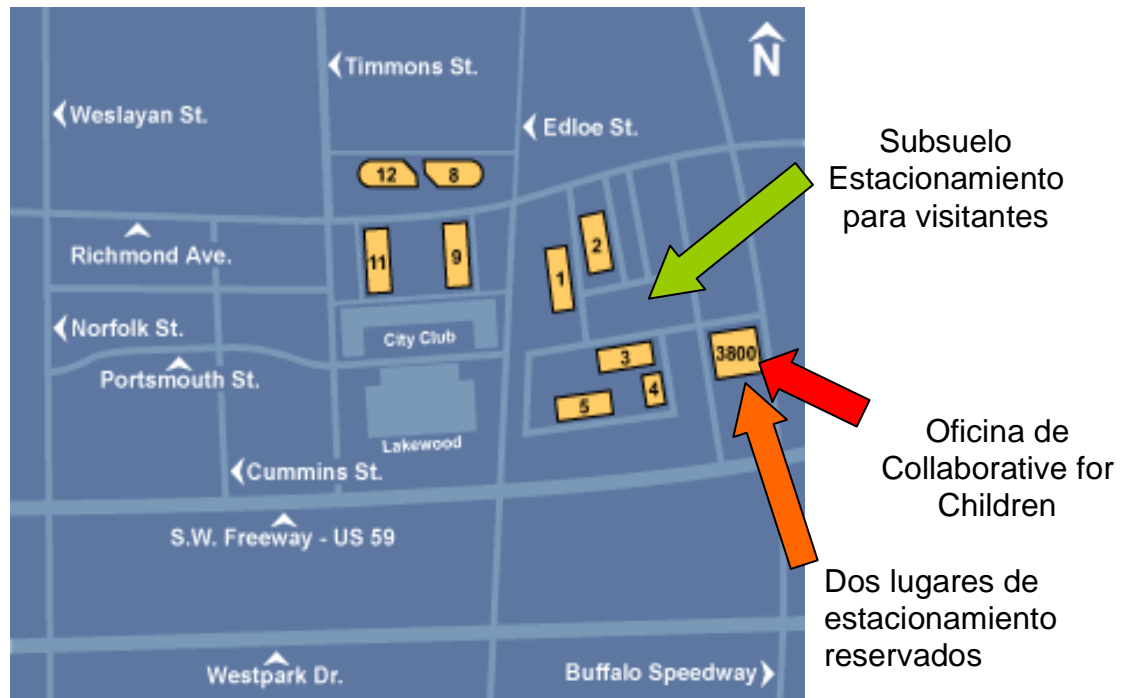 N
Timmons St.
Weslayan St.
Edloe St.
12
8
Richmond Ave.
11
9
1
2
Norfolk St.
City Club
3
3800
Portsmouth St.
4
5
Lakewood
Cummins St.
S.W. Freeway - US 59
Westpark Dr.
Buffalo Speedway
Subsuelo
Estacionamiento
para visitantes
Oficina de
Collaborative for
Children
Dos lugares de
estacionamiento
reservados